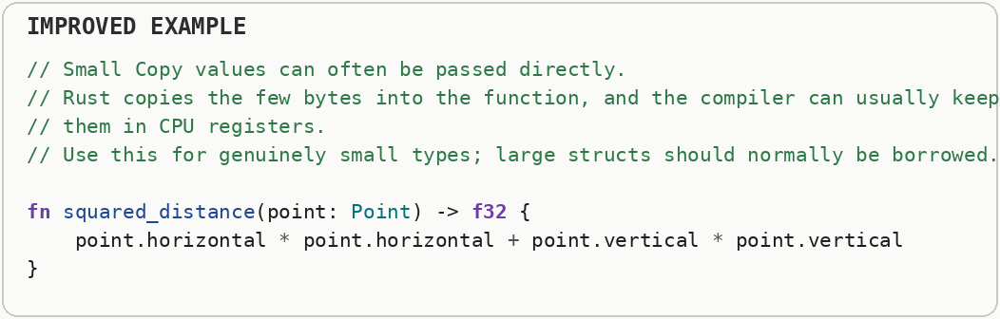 IMPROVED EXAMPLE
// Small Copy values can often be passed directly.
// Rust copies the few bytes into the function, and the compiler can usually keep
// them in CPU registers.
// Use this for genuinely small types; large structs should normally be borrowed.
fn squared_distance(point: Point) -> f32 {
    point.horizontal * point.horizontal + point.vertical * point.vertical
}